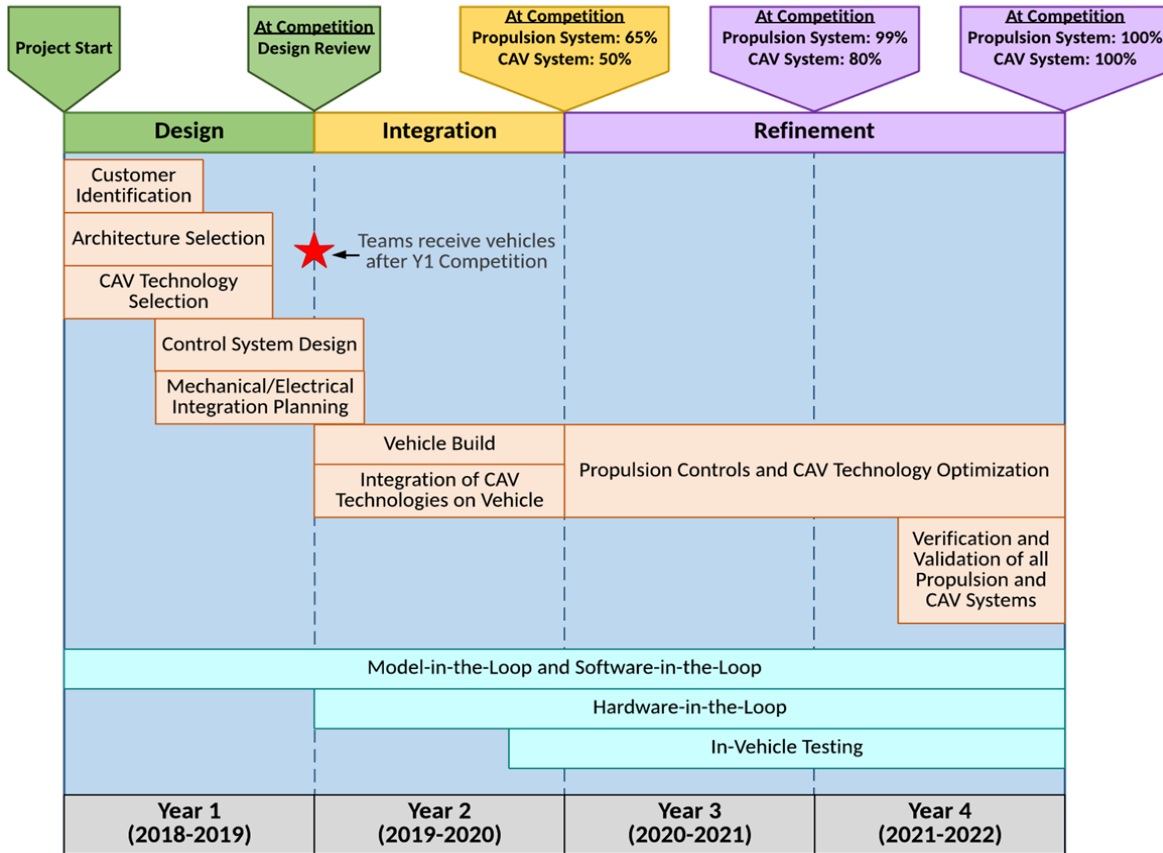 Project Start
At Competition
Design Review
At Competition
Propulsion System: 65%
CAV System: 50%
At Competition
Propulsion System: 99%
CAV System: 80%
At Competition
Propulsion System: 100%
CAV System: 100%
Design
Integration
Refinement
Customer
Identification
Architecture Selection
Teams receive vehicles
after Y1 Competition
CAV Technology
Selection
Control System Design
Mechanical/Electrical
Integration Planning
Vehicle Build
Integration of CAV
Technologies on Vehicle
Propulsion Controls and CAV Technology Optimization
Verification and
Validation of all
Propulsion and
CAV Systems
Model-in-the-Loop and Software-in-the-Loop
Hardware-in-the-Loop
In-Vehicle Testing
Year 1
(2018-2019)
Year 2
(2019-2020)
Year 3
(2020-2021)
Year 4
(2021-2022)